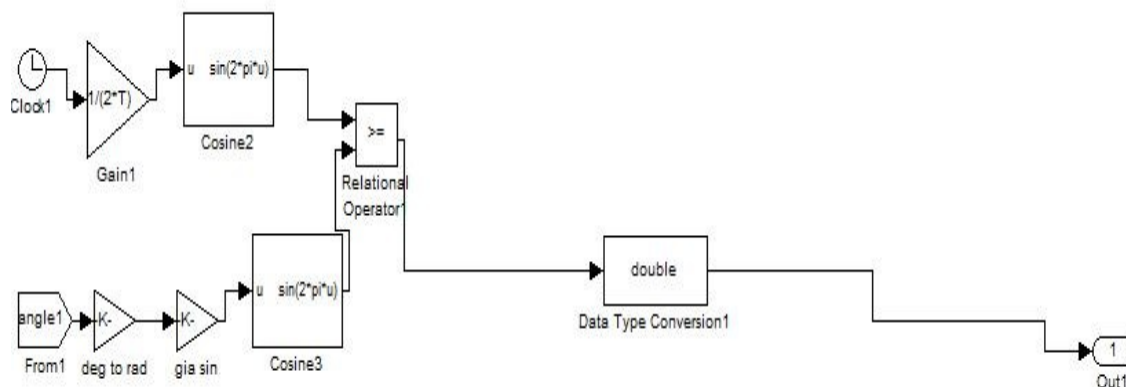 Clock1
1/(2*T)
Gain1
u sin(2*pi*u)
Cosine2
>=
Relational
Operator1
angle1
From1
-K-
deg to rad
-K-
gia sin
u sin(2*pi*u)
Cosine3
double
Data Type Conversion1
1
Out1